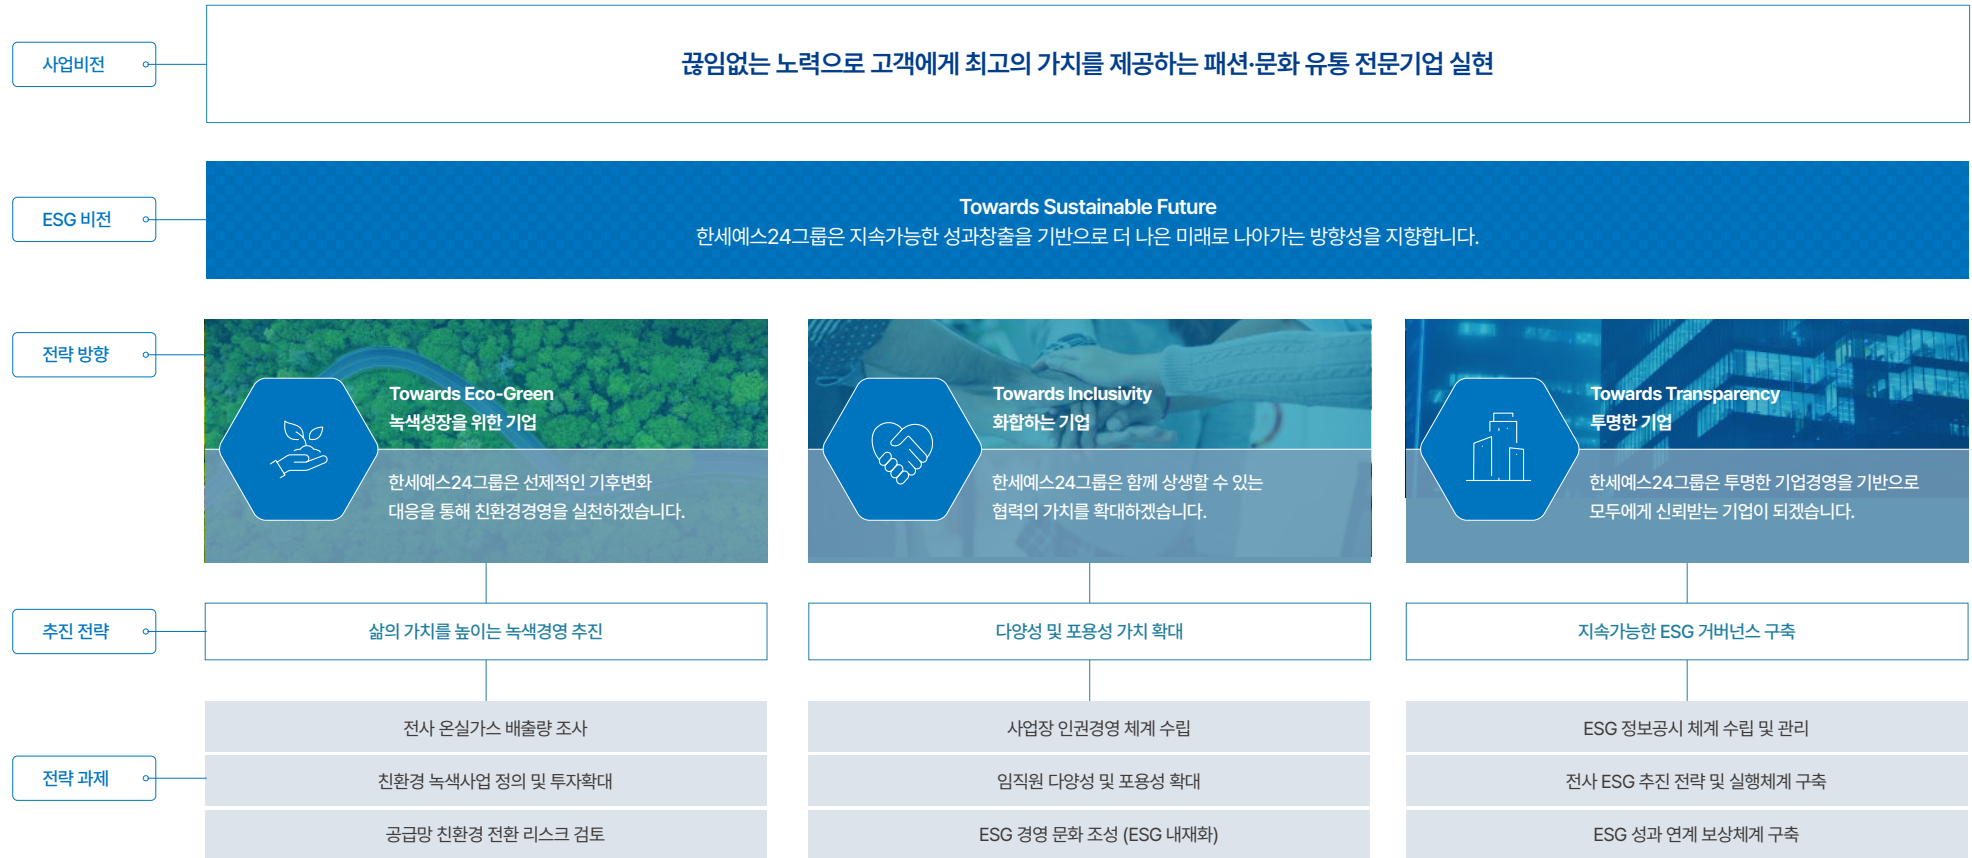 사업비전
끊임없는 노력으로 고객에게 최고의 가치를 제공하는 패션·문화 유통 전문기업 실현
ESG 비전
Towards Sustainable Future
한세예스24그룹은 지속가능한 성과창출을 기반으로 더 나은 미래로 나아가는 방향성을 지향합니다.
전략 방향
Towards Eco-Green
녹색성장을 위한 기업
한세예스24그룹은 선제적인 기후변화
대응을 통해 친환경경영을 실천하겠습니다.
Towards Inclusivity
화합하는 기업
한세예스24그룹은 함께 상생할 수 있는
협력의 가치를 확대하겠습니다.
Towards Transparency
투명한 기업
한세예스24그룹은 투명한 기업경영을 기반으로
모두에게 신뢰받는 기업이 되겠습니다.
추진 전략
삶의 가치를 높이는 녹색경영 추진
다양성 및 포용성 가치 확대
지속가능한 ESG 거버넌스 구축
전략 과제
전사 온실가스 배출량 조사
친환경 녹색사업 정의 및 투자확대
공급망 친환경 전환 리스크 검토
사업장 인권경영 체계 수립
임직원 다양성 및 포용성 확대
ESG 경영 문화 조성 (ESG 내재화)
ESG 정보공시 체계 수립 및 관리
전사 ESG 추진 전략 및 실행체계 구축
ESG 성과 연계 보상체계 구축